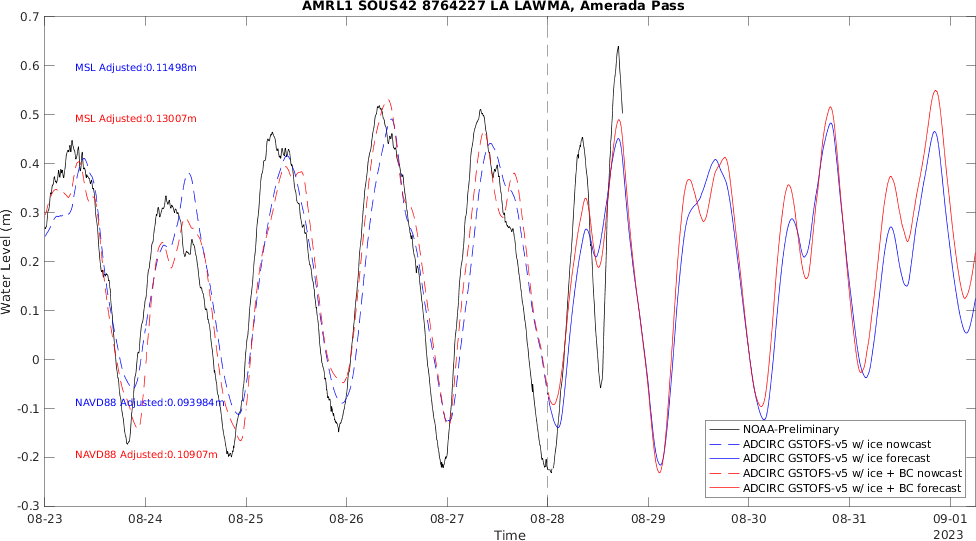 AMRL1 SOUS42 8764227 LA LAWMA, Amerada Pass
0.7
0.6
0.5
0.4
0.3
0.2
0.1
0
-0.1
-0.2
-0.3
Water Level (m)
MSL Adjusted:0.11498m
MSL Adjusted:0.13007m
NAVD88 Adjusted:0.093984m
NAVD88 Adjusted:0.10907m
NOAA-Preliminary
ADCIRC GSTOFS-v5 w/ ice nowcast
ADCIRC GSTOFS-v5 w/ ice forecast
ADCIRC GSTOFS-v5 w/ ice + BC nowcast
ADCIRC GSTOFS-v5 w/ ice + BC forecast
08-23 08-24 08-25 08-26 08-27 08-28 08-29 08-30 08-31 09-01
Time
2023